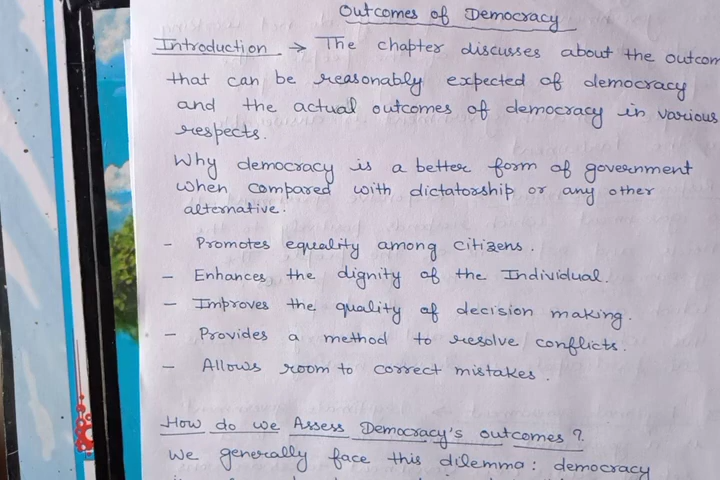 Outcomes of Democracy
Introduction → The chapter discusses about the outcom
that can be reasonably expected of democracy
and the actual outcomes of democracy in various
respects.
Why democracy is a better form of government
when compared with dictatorship or any other
alternative.
- Promotes equality among citizens.
- Enhances the dignity of the Individual.
- Improves the quality of decision making.
- Provides a method to resolve conflicts.
- Allows room to correct mistakes.
How do we Assess Democracy's outcomes?
We generally face this dilemma: democracy